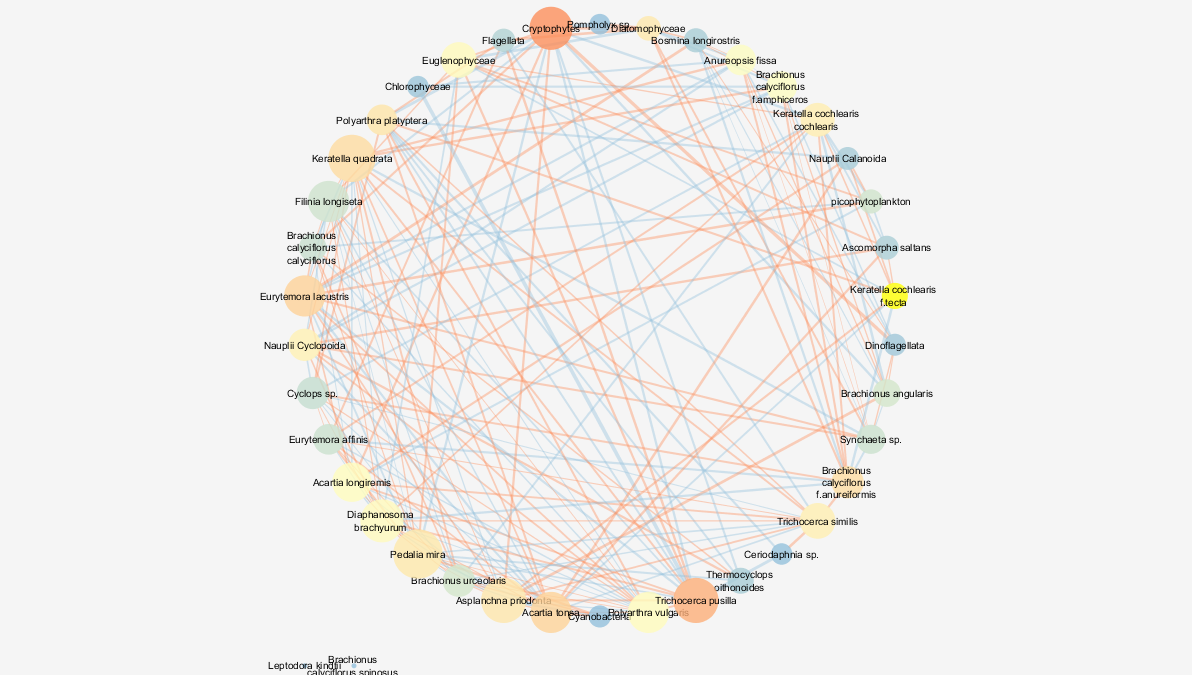 Cryptophytes
Pompholyx sp.
Diatomophyceae
Flagellata
Bosmina longirostris
Euglenophyceae
Anureopsis fissa
Chlorophyceae
Brachionus
calyciflorus
f.amphiceros
Polyarthra platyptera
Keratella cochlearis
cochlearis
Keratella quadrata
Nauplii Calanoida
Filinia longiseta
picophytoplankton
Brachionus
calyciflorus
calyciflorus
Ascomorpha saltans
Eurytemora lacustris
Keratella cochlearis
f.tecta
Nauplii Cyclopoida
Dinoflagellata
Cyclops sp.
Brachionus angularis
Eurytemora affinis
Synchaeta sp.
Acartia longiremis
Brachionus
calyciflorus
f.anureiformis
Diaphanosoma
brachyurum
Trichocerca similis
Pedalia mira
Ceriodaphnia sp.
Brachionus urceolaris
Thermocyclops
oithonoides
Asplanchna priodonta
Trichocerca pusilla
Acartia tonsa
Cyanobacteria
Polyarthra vulgaris
Leptodora kindtii
Brachionus
calyciflorus spinosus